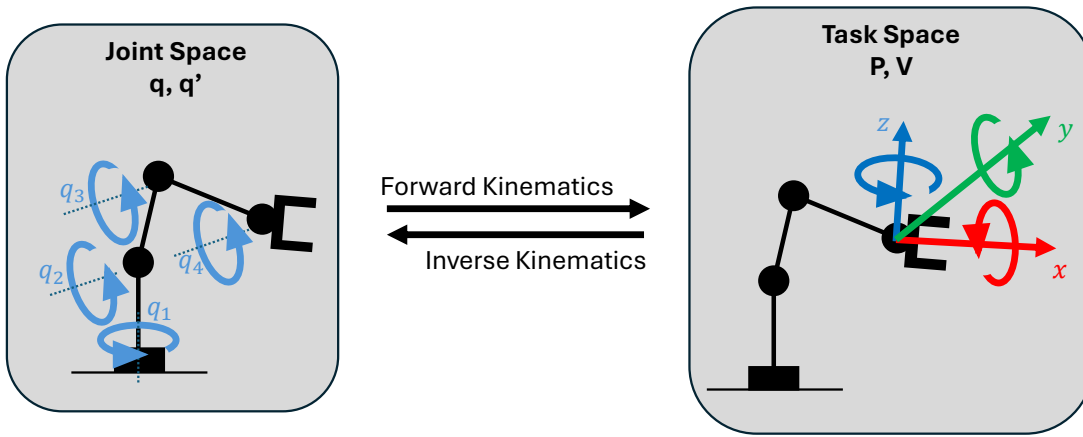 Joint Space
q, q’
q₃
q₂
q₄
q₁
Forward Kinematics
Inverse Kinematics
Task Space
P, V
z
y
x